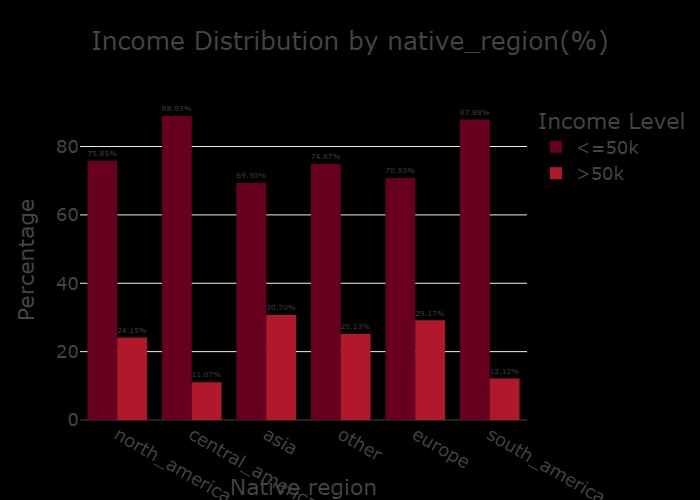 Income Distribution by native_region(%)
Income Level
<=50k
>50k
Percentage
80
60
40
20
0
75.85%
24.15%
88.93%
11.07%
69.30%
30.70%
74.87%
25.13%
70.83%
29.17%
87.88%
12.12%
north_america
central_america
asia
other
europe
south_america
Native region